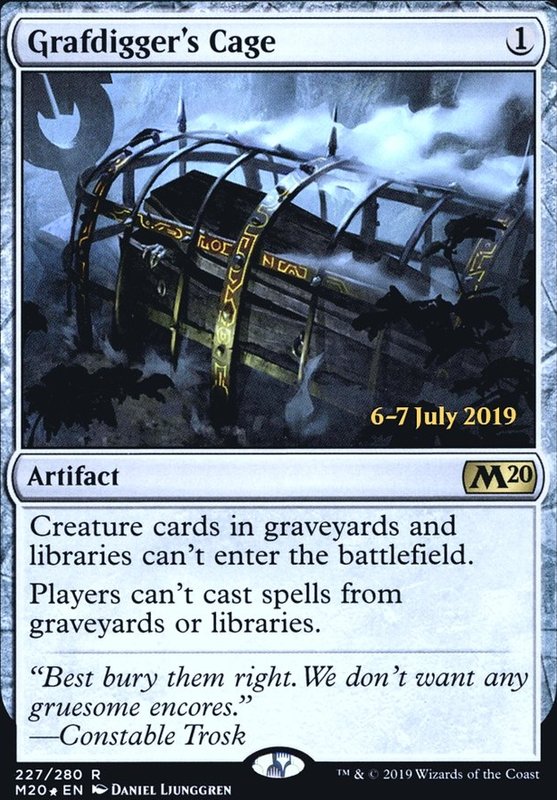 Grafdigger's Cage 1
6–7 July 2019
Artifact M20
Creature cards in graveyards and
libraries can't enter the battlefield.
Players can't cast spells from
graveyards or libraries.
“Best bury them right. We don't want any
gruesome encores.”
—Constable Trosk
227/280 R
M20★EN Daniel Ljunggren
™ & © 2019 Wizards of the Coast